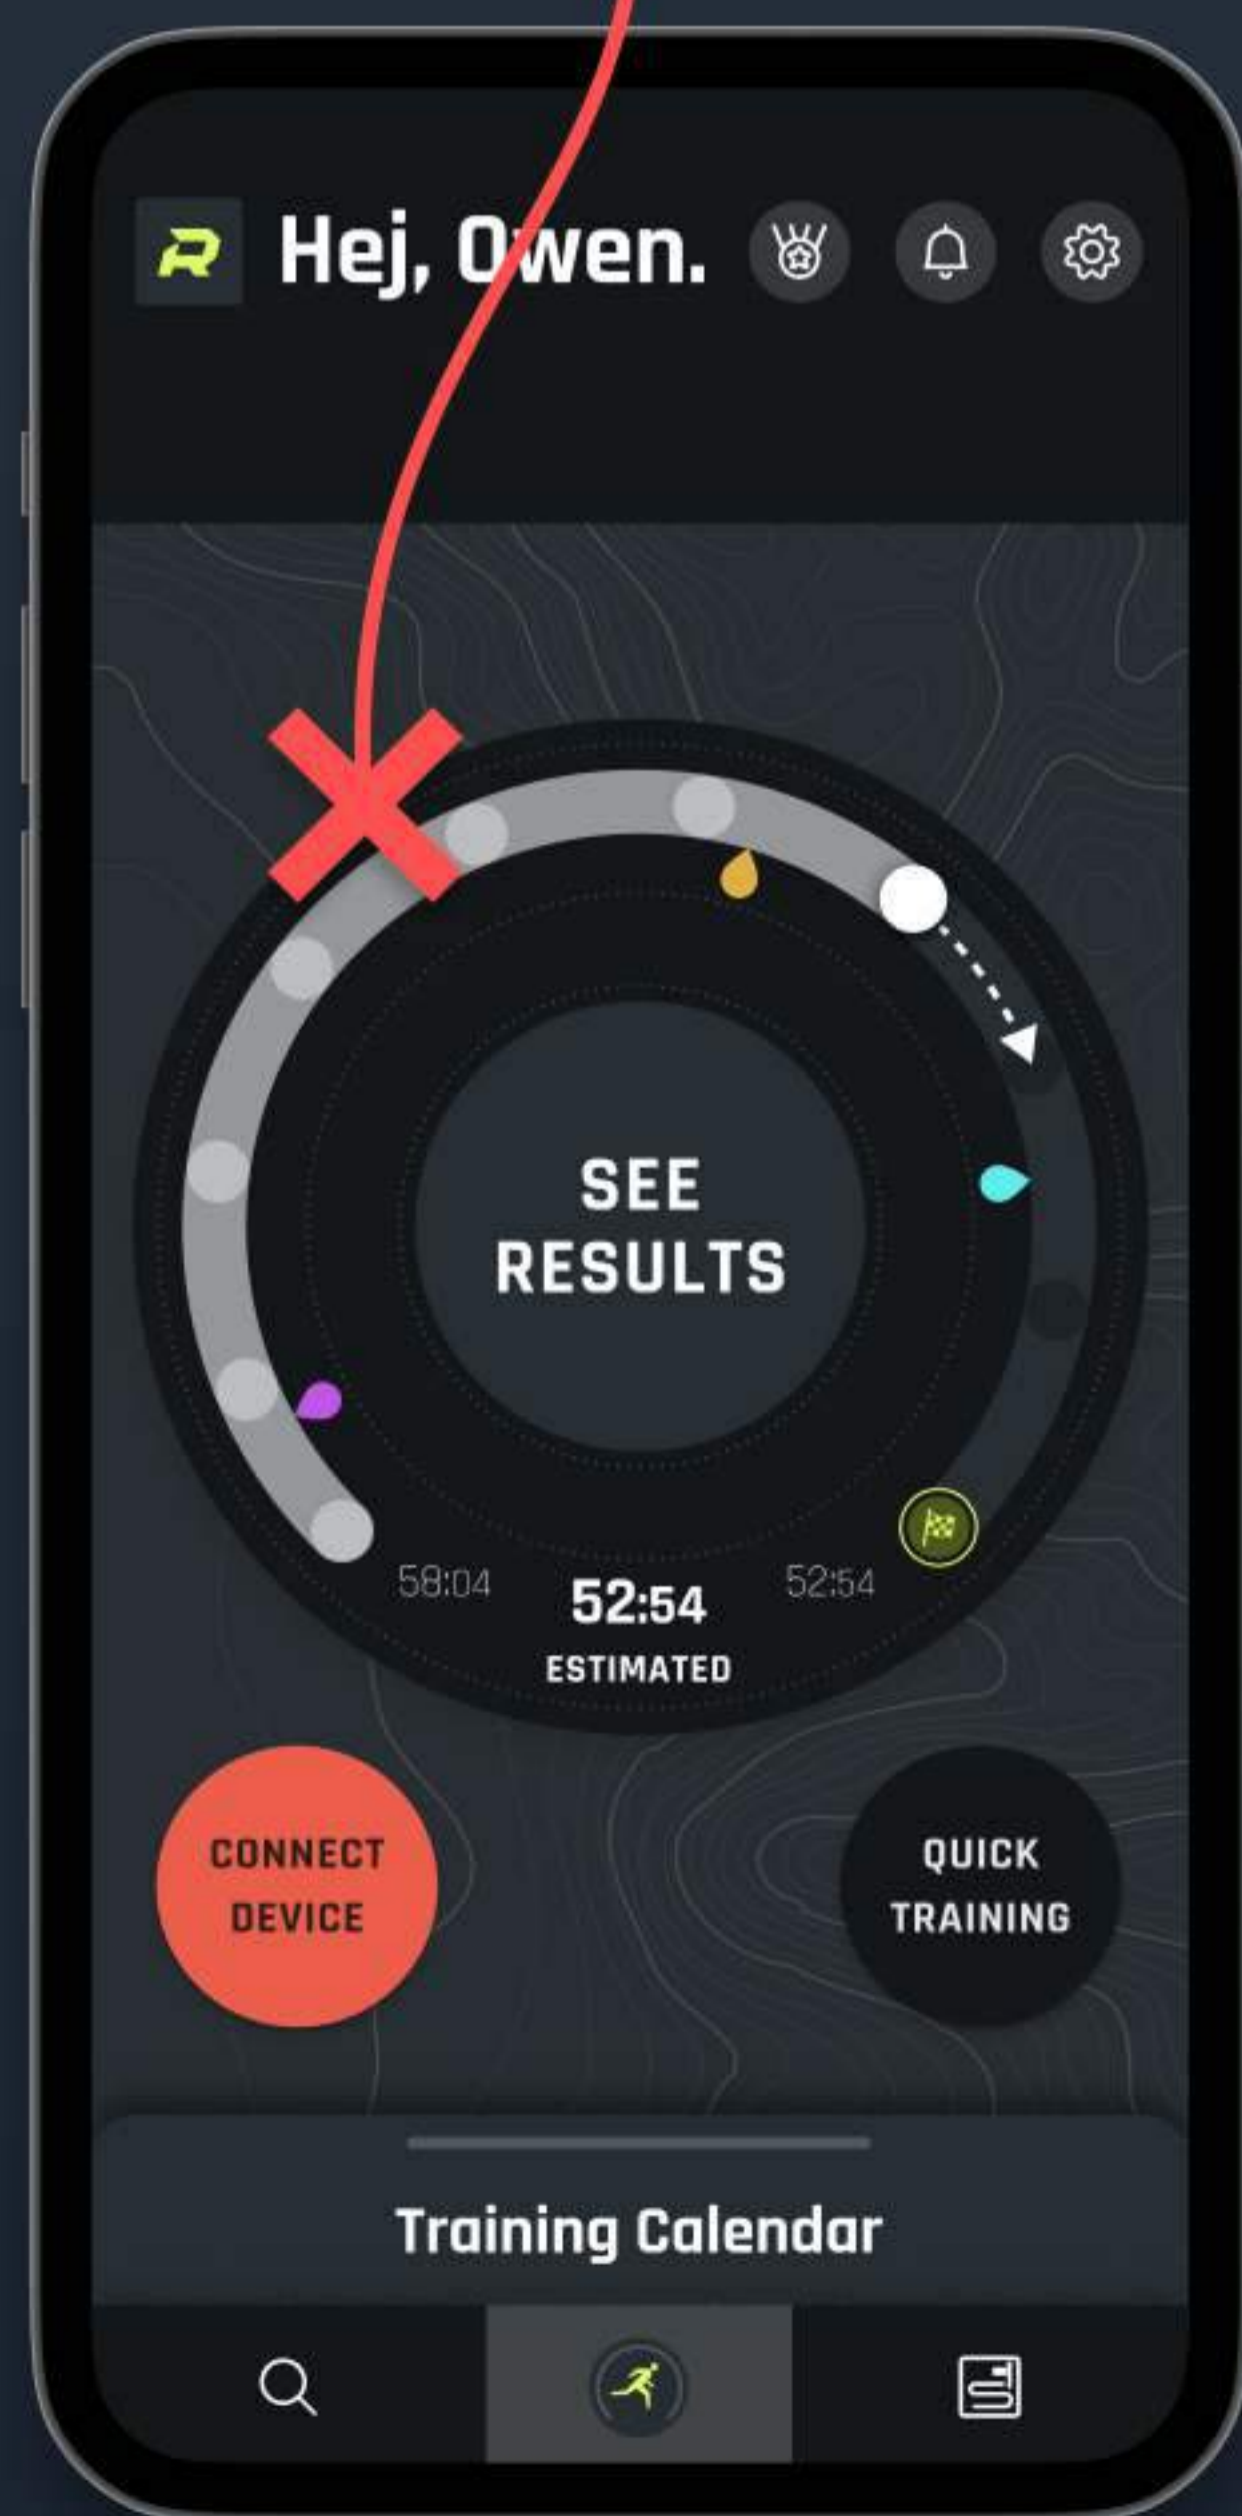 Hej, Owen.
SEE
RESULTS
58:04
52:54
52:54
ESTIMATED
CONNECT
DEVICE
QUICK
TRAINING
Training Calendar